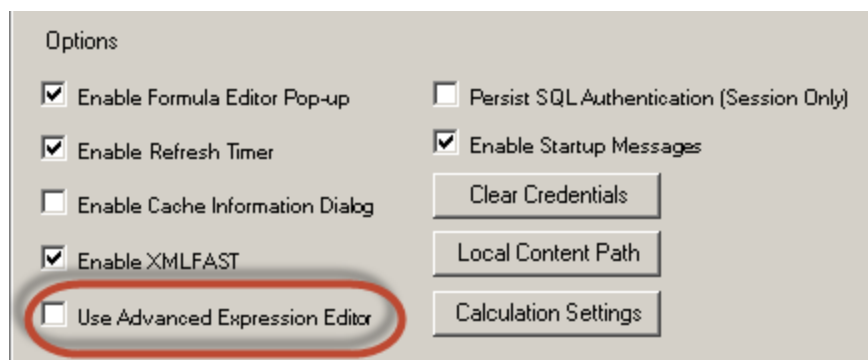 Options
Enable Formula Editor Pop-up
Enable Refresh Timer
Enable Cache Information Dialog
Enable XMLFAST
Use Advanced Expression Editor
Persist SQL Authentication (Session Only)
Enable Startup Messages
Clear Credentials
Local Content Path
Calculation Settings